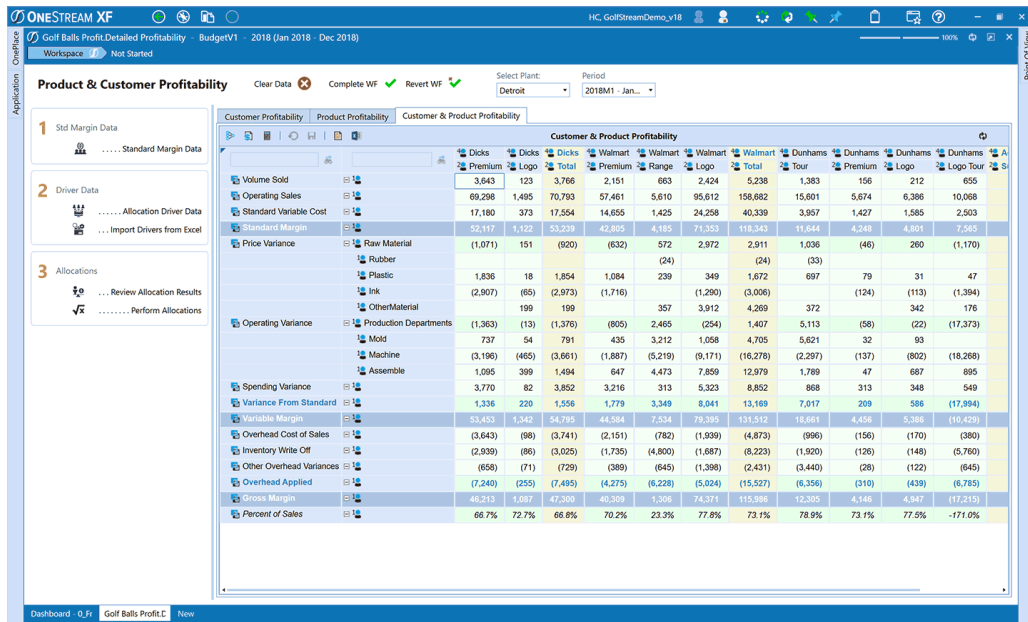 ONESTREAM XF HC, GolfStreamDemo_v18
Golf Balls Profit.Detailed Profitability - BudgetV1 - 2018 (Jan 2018 - Dec 2018) 100%
Workspace Not Started
OnePlace
Application
Product & Customer Profitability Clear Data Complete WF Revert WF
Select Plant: Period
Detroit 2018M1 - Jan...
1 Std Margin Data
..... Standard Margin Data
2 Driver Data
...... Allocation Driver Data
... Import Drivers from Excel
3 Allocations
... Review Allocation Results
........ Perform Allocations
Customer Profitability Product Profitability Customer & Product Profitability
Customer & Product Profitability
Dicks Dicks Dicks Walmart Walmart Walmart Walmart Dunhams Dunhams Dunhams Dunhams
Premium Logo Total Premium Range Logo Total Tour Premium Logo Logo Tour
Volume Sold 3,643 123 3,766 2,151 663 2,424 5,238 1,383 156 212 655
Operating Sales 69,298 1,495 70,793 57,461 5,610 95,612 158,682 15,601 5,674 6,386 10,068
Standard Variable Cost 17,180 373 17,554 14,655 1,425 24,258 40,339 3,957 1,427 1,585 2,503
Standard Margin 52,117 1,122 53,239 42,805 4,185 71,353 118,343 11,644 4,248 4,801 7,565
Price Variance Raw Material (1,071) 151 (920) (632) 572 2,972 2,911 1,036 (46) 260 (1,170)
Rubber (24) (24) (33)
Plastic 1,836 18 1,854 1,084 239 349 1,672 697 79 31 47
Ink (2,907) (65) (2,973) (1,716) (1,290) (3,006) (124) (113) (1,394)
OtherMaterial 199 199 357 3,912 4,269 372 342 176
Operating Variance Production Departments (1,363) (13) (1,376) (805) 2,465 (254) 1,407 5,113 (58) (22) (17,373)
Mold 737 54 791 435 3,212 1,058 4,705 5,621 32 93
Machine (3,196) (465) (3,661) (1,887) (5,219) (9,171) (16,278) (2,297) (137) (802) (18,268)
Assemble 1,095 399 1,494 647 4,473 7,859 12,979 1,789 47 687 895
Spending Variance 3,770 82 3,852 3,216 313 5,323 8,852 868 313 348 549
Variance From Standard 1,336 220 1,556 1,779 3,349 8,041 13,169 7,017 209 586 (17,994)
Variable Margin 53,453 1,342 54,795 44,584 7,534 79,395 131,512 18,661 4,456 5,386 (10,429)
Overhead Cost of Sales (3,643) (98) (3,741) (2,151) (782) (1,939) (4,873) (996) (156) (170) (380)
Inventory Write Off (2,939) (86) (3,025) (1,735) (4,800) (1,687) (8,223) (1,920) (126) (148) (5,760)
Other Overhead Variances (658) (71) (729) (389) (645) (1,398) (2,431) (3,440) (28) (122) (645)
Overhead Applied (7,240) (255) (7,495) (4,275) (6,228) (5,024) (15,527) (6,356) (310) (439) (6,785)
Gross Margin 46,213 1,087 47,300 40,309 1,306 74,371 115,986 12,305 4,146 4,947 (17,215)
Percent of Sales 66.7% 72.7% 66.8% 70.2% 23.3% 77.8% 73.1% 78.9% 73.1% 77.5% -171.0%
Dashboard - 0_Fr Golf Balls Profit.D New